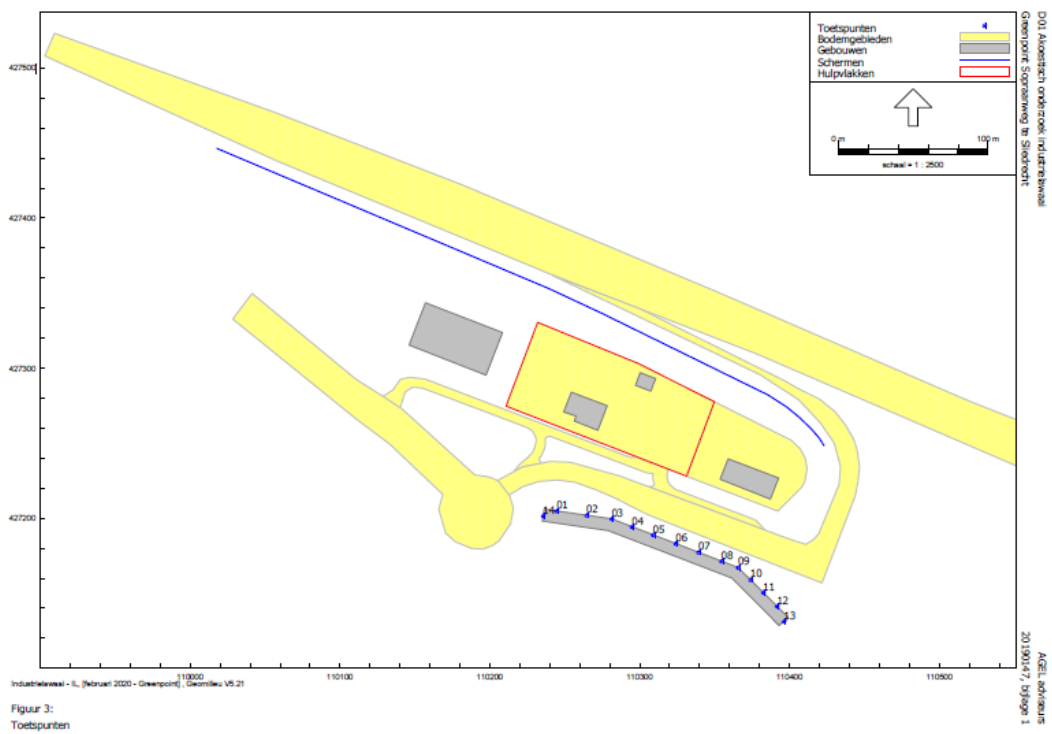 Toetspunten
Bodemgebieden
Gebouwen
Schermen
Hulpvlakken
0 m
100 m
schaal = 1 : 2500
D01 Akoestisch onderzoek industrielawaai
Greenpoint Sopraanweg te Sliedrecht
427500
427400
427300
427200
14
01
02
03
04
05
06
07
08
09
10
11
12
13
110000
110100
110200
110300
110400
110500
Industrielawaai - IL, [februari 2020 - Greenpoint] , Geomilieu V5.21
Figuur 3:
Toetspunten
AGEL adviseurs
20190147, bijlage 1